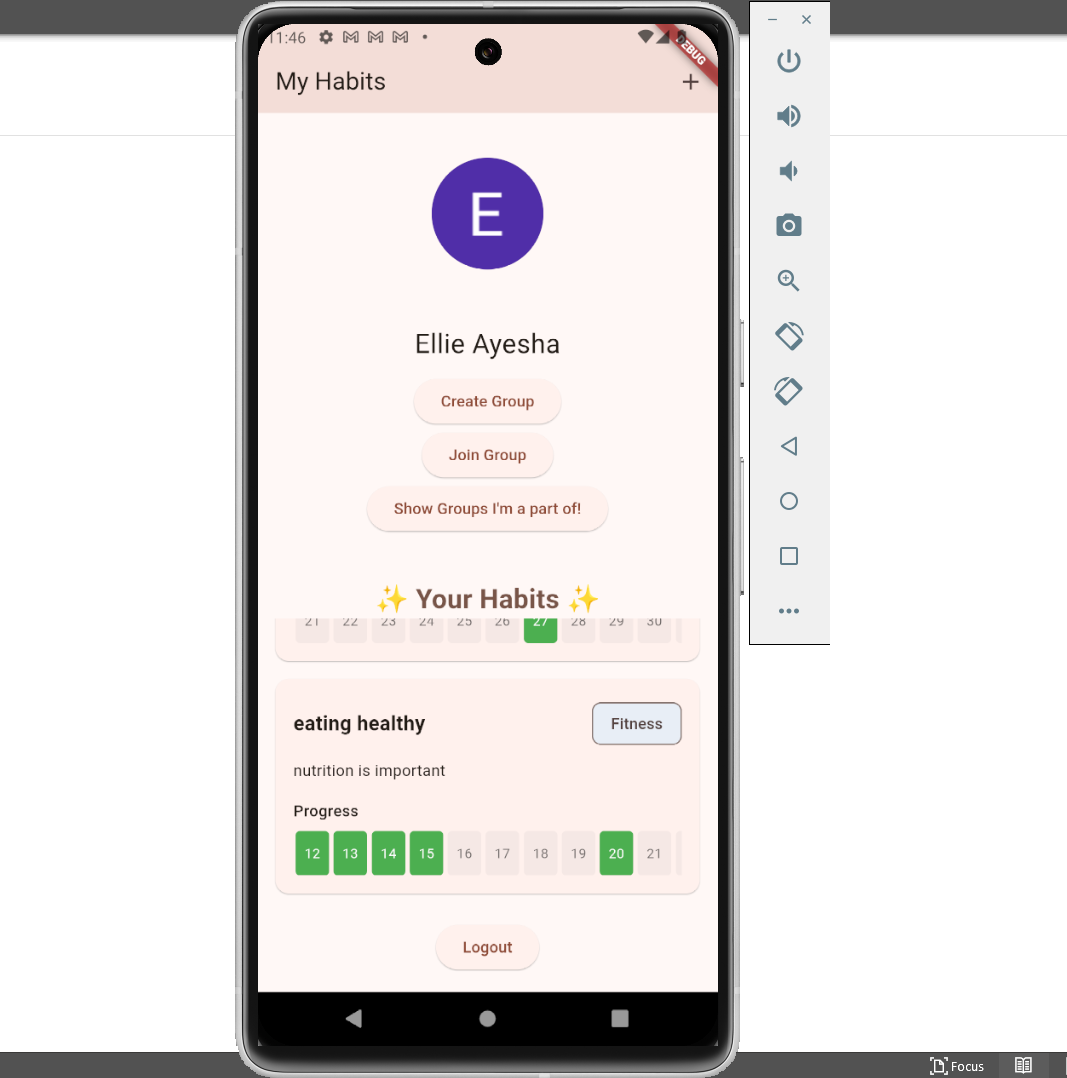 11:46
DEBUG
My Habits
E
Ellie Ayesha
Create Group
Join Group
Show Groups I'm a part of!
✨ Your Habits ✨
21 22 23 24 25 26 27 28 29 30
eating healthy Fitness
nutrition is important
Progress
12 13 14 15 16 17 18 19 20 21
Logout
Focus